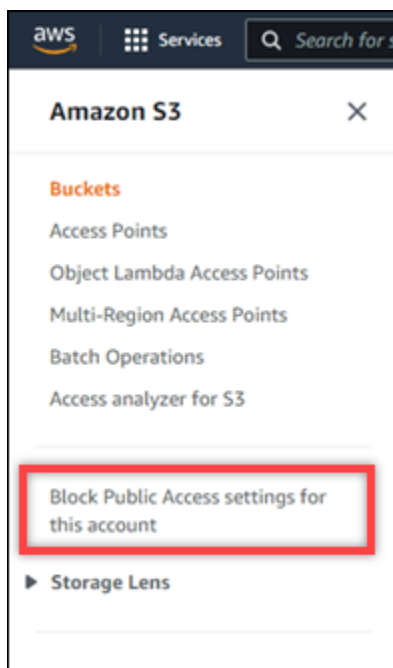 aws
Services
Search for
Amazon S3
Buckets
Access Points
Object Lambda Access Points
Multi-Region Access Points
Batch Operations
Access analyzer for S3
Block Public Access settings for
this account
Storage Lens